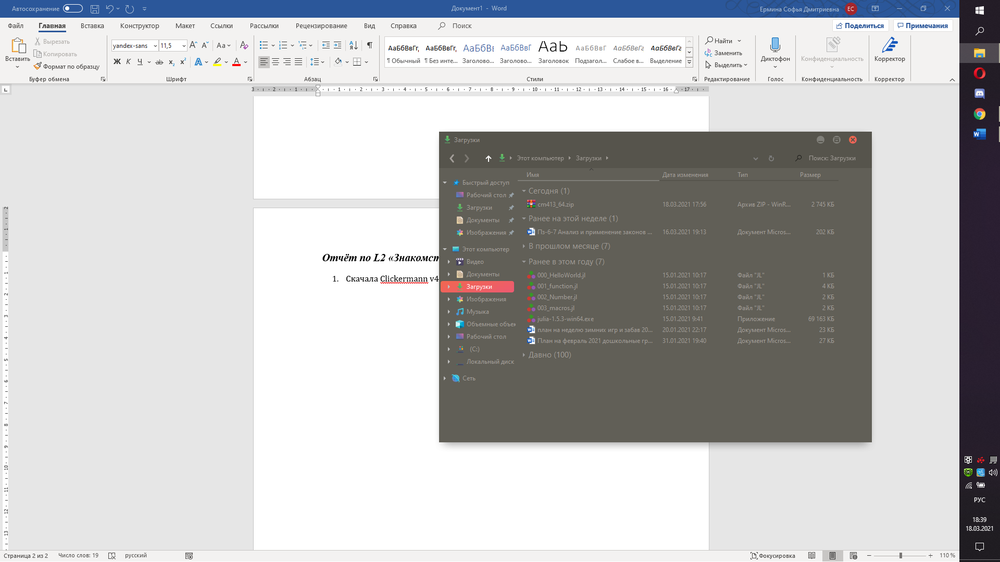 Автосохранение
Документ1 - Word
Ермина Софья Дмитриевна ЕС
Файл Главная Вставка Конструктор Макет Ссылки Рассылки Рецензирование Вид Справка Поиск
Поделиться Примечания
Вставить
Вырезать
Копировать
Формат по образцу
Буфер обмена
yandex-sans 11,5
Шрифт
Абзац
АаБбВвГг, АаБбВвГг, АаБбВв АаБбВвГ Aab АаБбВвГ АаБбВвГг АаБбВвГг
¶ Обычный ¶ Без инте... Заголово... Заголово... Заголовок Подзагол... Слабое в... Выделение
Стили
Найти
Заменить
Выделить
Редактирование
Диктофон
Голос
Конфиденциальность
Конфиденциальность
Корректор
Корректор
3 2 1 1 2 3 4 5 6 7 8 9 10 11 12 13 14 15 16 17
Отчёт по L2 «Знакомст
1. Скачала Clickermann v4
Загрузки
Этот компьютер Загрузки
Поиск: Загрузки
Быстрый доступ
Рабочий стол
Загрузки
Документы
Изображения
Этот компьютер
Видео
Документы
Загрузки
Изображения
Музыка
Объемные объек
Рабочий стол
(C:)
Локальный диск
Сеть
Имя Дата изменения Тип Размер
Сегодня (1)
cm413_64.zip 18.03.2021 17:56 Архив ZIP - WinR... 2 745 КБ
Ранее на этой неделе (1)
Пз-6-7 Анализ и применение законов ... 16.03.2021 19:13 Документ Micros... 202 КБ
В прошлом месяце (7)
Ранее в этом году (7)
000_HelloWorld.jl 15.01.2021 10:17 Файл "JL" 1 КБ
001_function.jl 15.01.2021 10:17 Файл "JL" 4 КБ
002_Number.jl 15.01.2021 10:17 Файл "JL" 2 КБ
003_macros.jl 15.01.2021 10:17 Файл "JL" 2 КБ
julia-1.5.3-win64.exe 15.01.2021 9:41 Приложение 69 163 КБ
план на неделю зимних игр и забав 20... 20.01.2021 22:17 Документ Micros... 23 КБ
План на февраль 2021 дошкольные гр... 31.01.2021 19:40 Документ Micros... 27 КБ
Давно (100)
РУС
18:39
18.03.2021
Страница 2 из 2 Число слов: 19 русский
Фокусировка
110 %